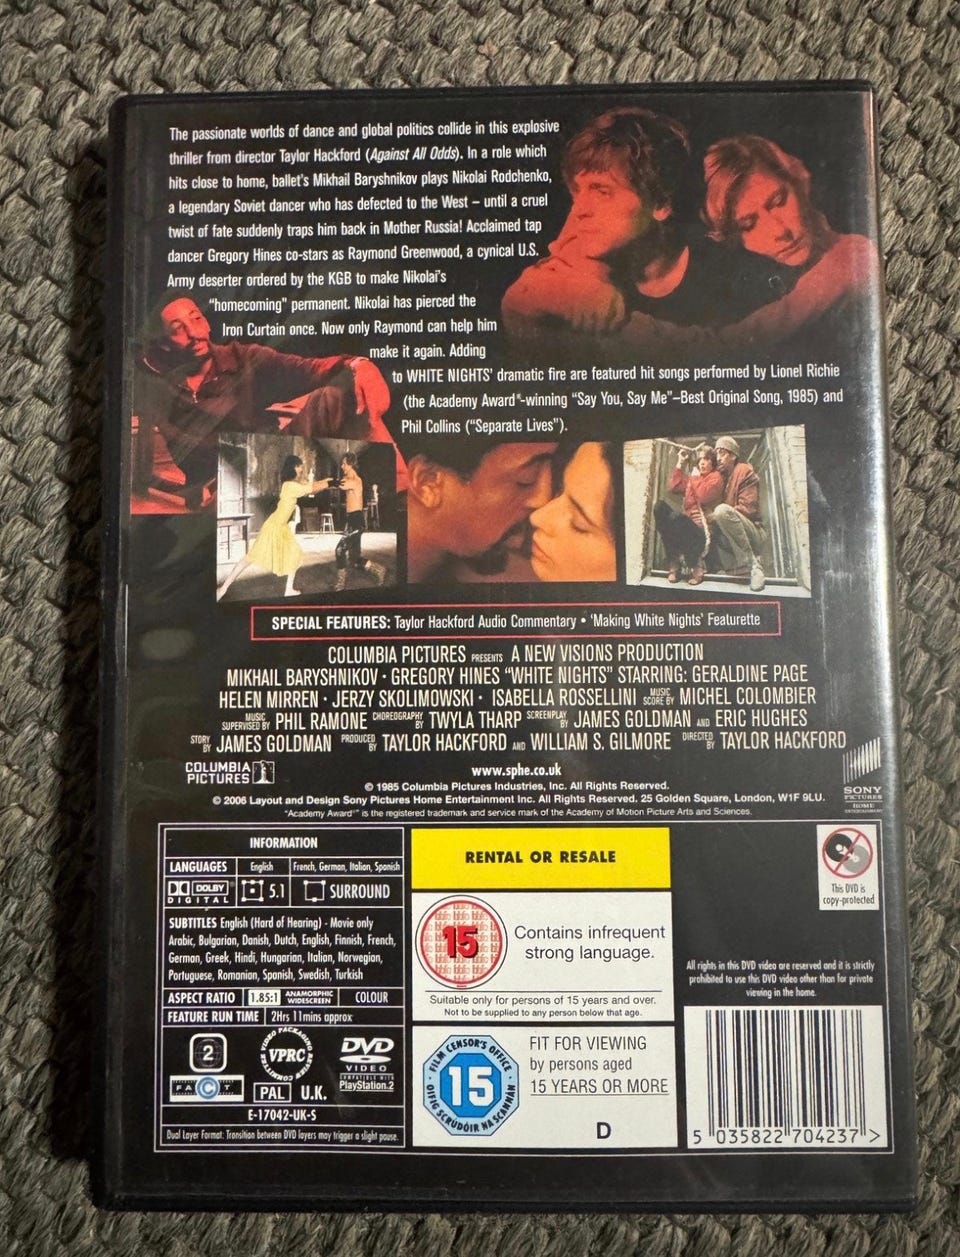 The passionate worlds of dance and global politics collide in this explosive
thriller from director Taylor Hackford (Against All Odds). In a role which
hits close to home, ballet's Mikhail Baryshnikov plays Nikolai Rodchenko,
a legendary Soviet dancer who has defected to the West – until a cruel
twist of fate suddenly traps him back in Mother Russia! Acclaimed tap
dancer Gregory Hines co-stars as Raymond Greenwood, a cynical U.S.
Army deserter ordered by the KGB to make Nikolai's
"homecoming" permanent. Nikolai has pierced the
Iron Curtain once. Now only Raymond can help him
make it again. Adding
to WHITE NIGHTS' dramatic fire are featured hit songs performed by Lionel Richie
(the Academy Award®-winning "Say You, Say Me"–Best Original Song, 1985) and
Phil Collins ("Separate Lives").
SPECIAL FEATURES: Taylor Hackford Audio Commentary • 'Making White Nights' Featurette
COLUMBIA PICTURES PRESENTS A NEW VISIONS PRODUCTION
MIKHAIL BARYSHNIKOV · GREGORY HINES "WHITE NIGHTS" STARRING: GERALDINE PAGE
HELEN MIRREN · JERZY SKOLIMOWSKI · ISABELLA ROSSELLINI MUSIC SCORE BY MICHEL COLOMBIER
MUSIC SUPERVISED BY PHIL RAMONE CHOREOGRAPHY BY TWYLA THARP SCREENPLAY BY JAMES GOLDMAN AND ERIC HUGHES
STORY BY JAMES GOLDMAN PRODUCED BY TAYLOR HACKFORD AND WILLIAM S. GILMORE DIRECTED BY TAYLOR HACKFORD
COLUMBIA
PICTURES
www.sphe.co.uk
© 1985 Columbia Pictures Industries, Inc. All Rights Reserved.
© 2006 Layout and Design Sony Pictures Home Entertainment Inc. All Rights Reserved. 25 Golden Square, London, W1F 9LU.
"Academy Award®" is the registered trademark and service mark of the Academy of Motion Picture Arts and Sciences.
SONY
PICTURES
HOME
ENTERTAINMENT
INFORMATION
LANGUAGES English French, German, Italian, Spanish
DOLBY
DIGITAL
5.1
SURROUND
SUBTITLES English (Hard of Hearing) - Movie only
Arabic, Bulgarian, Danish, Dutch, English, Finnish, French,
German, Greek, Hindi, Hungarian, Italian, Norwegian,
Portuguese, Romanian, Spanish, Swedish, Turkish
ASPECT RATIO 1.85:1 ANAMORPHIC WIDESCREEN COLOUR
FEATURE RUN TIME 2Hrs 11mins approx
2
VIDEO PACKAGING REVIEW COMMITTEE
VPRC
DVD
VIDEO
COMPATIBLE WITH
PlayStation.2
FACT
PAL U.K.
E-17042-UK-S
Dual Layer Format: Transition between DVD layers may trigger a slight pause.
RENTAL OR RESALE
15
Contains infrequent
strong language.
Suitable only for persons of 15 years and over.
Not to be supplied to any person below that age.
FILM CENSOR'S OFFICE
15
OIFIG SCRÚDÓIR NA SCANNÁN
FIT FOR VIEWING
by persons aged
15 YEARS OR MORE
D
This DVD is
copy-protected
All rights in this DVD video are reserved and it is strictly
prohibited to use this DVD video other than for private
viewing in the home.
5 035822 704237 >